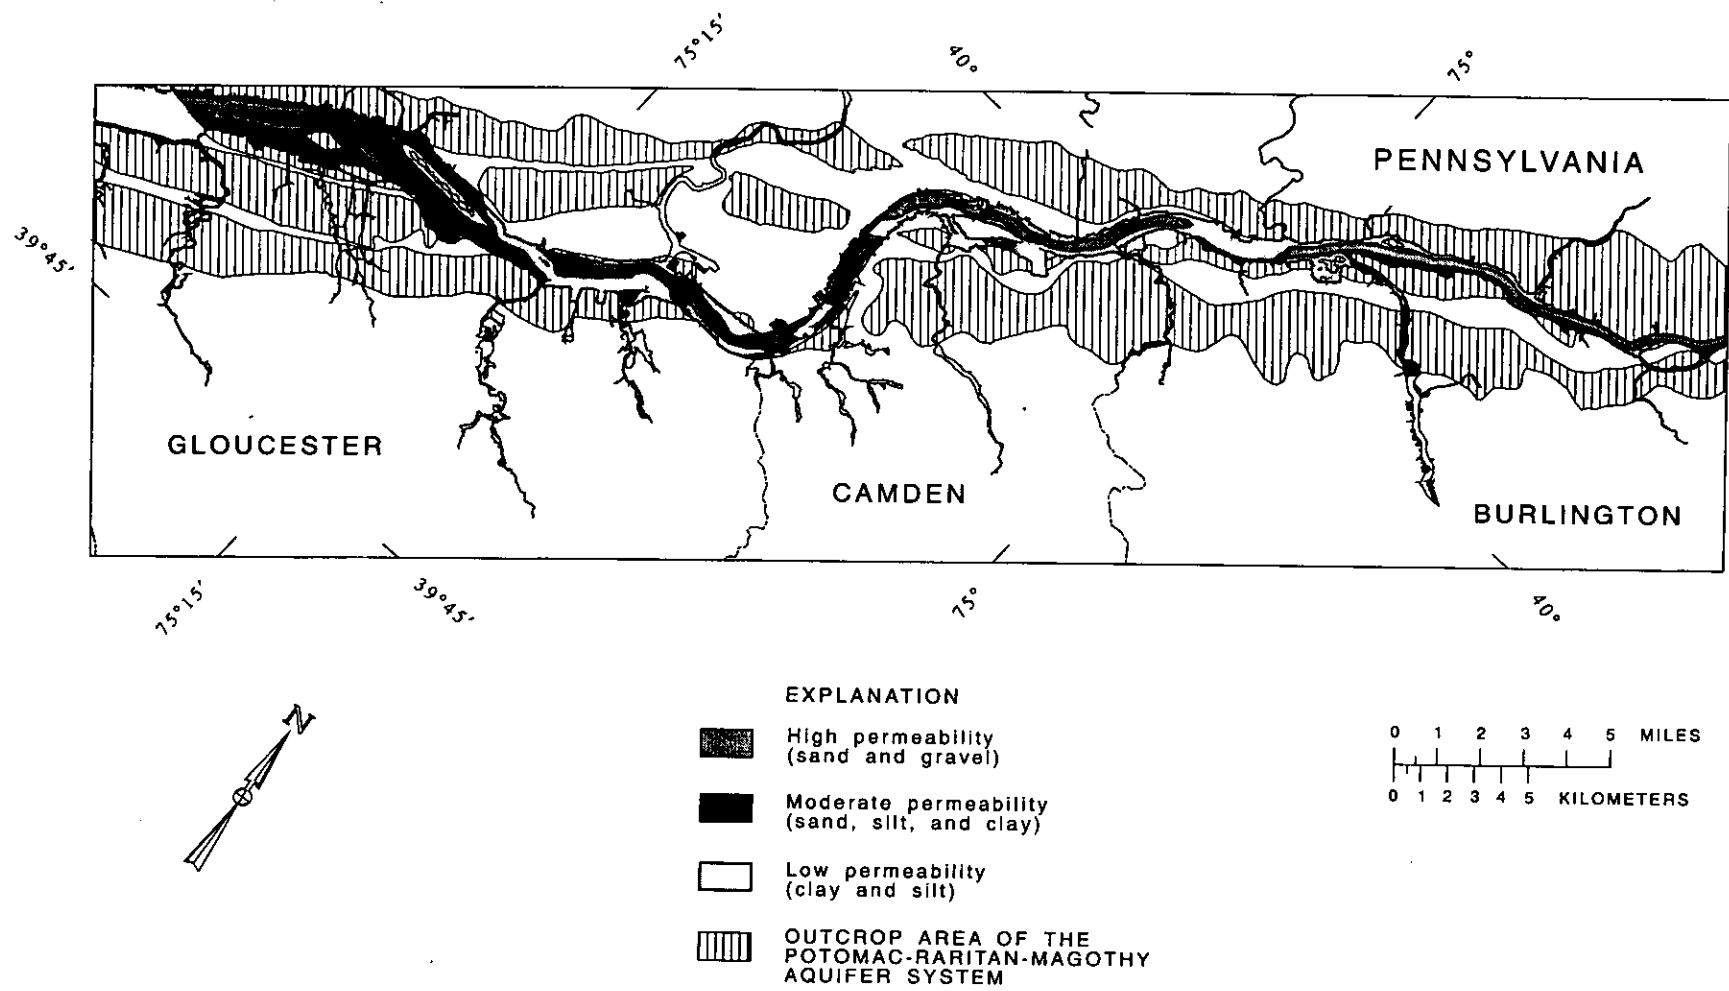 75°15'
40°
75°
PENNSYLVANIA
39°45'
GLOUCESTER
CAMDEN
BURLINGTON
75°15'
39°45'
75°
40°
N
EXPLANATION
High permeability
(sand and gravel)
Moderate permeability
(sand, silt, and clay)
Low permeability
(clay and silt)
OUTCROP AREA OF THE
POTOMAC-RARITAN-MAGOTHY
AQUIFER SYSTEM
0 1 2 3 4 5 MILES
0 1 2 3 4 5 KILOMETERS